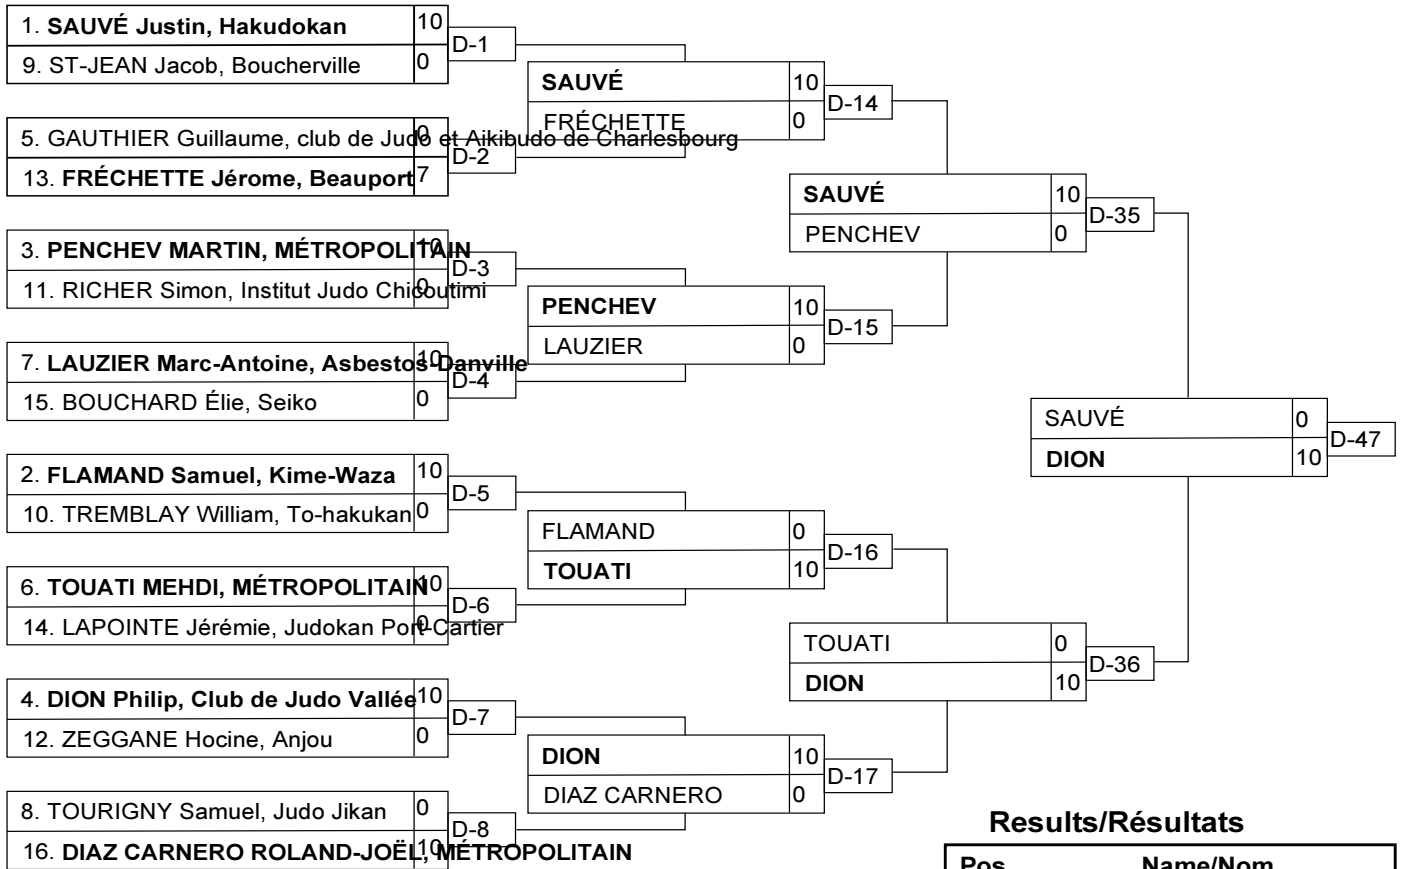 1. SAUVÉ Justin, Hakudokan 10
9. ST-JEAN Jacob, Boucherville 0
D-1
5. GAUTHIER Guillaume, club de Judo et Aikibudo de Charlesbourg 0
13. FRÉCHETTE Jérome, Beauport 7
D-2
3. PENCHEV MARTIN, MÉTROPOLITAIN 10
11. RICHER Simon, Institut Judo Chicoutimi 0
D-3
7. LAUZIER Marc-Antoine, Asbestos-Danville 10
15. BOUCHARD Élie, Seiko 0
D-4
2. FLAMAND Samuel, Kime-Waza 10
10. TREMBLAY William, To-hakukan 0
D-5
6. TOUATI MEHDI, MÉTROPOLITAIN 10
14. LAPOINTE Jérémie, Judokan Port-Cartier 0
D-6
4. DION Philip, Club de Judo Vallée 10
12. ZEGGANE Hocine, Anjou 0
D-7
8. TOURIGNY Samuel, Judo Jikan 0
16. DIAZ CARNERO ROLAND-JOËL, MÉTROPOLITAIN 10
D-8
SAUVÉ 10
FRÉCHETTE 0
D-14
PENCHEV 10
LAUZIER 0
D-15
FLAMAND 0
TOUATI 10
D-16
DION 10
DIAZ CARNERO 0
D-17
SAUVÉ 10
PENCHEV 0
D-35
TOUATI 0
DION 10
D-36
SAUVÉ 0
DION 10
D-47
Results/Résultats
Pos Name/Nom